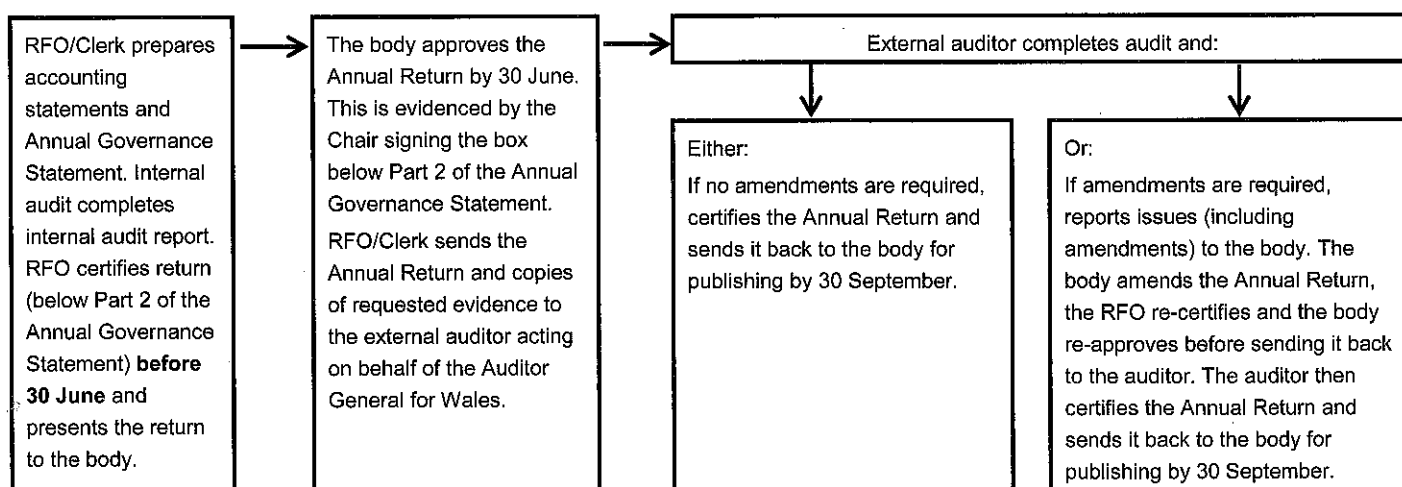 RFO/Clerk prepares
accounting
statements and
Annual Governance
Statement. Internal
audit completes
internal audit report.
RFO certifies return
(below Part 2 of the
Annual Governance
Statement) before
30 June and
presents the return
to the body.
The body approves the
Annual Return by 30 June.
This is evidenced by the
Chair signing the box
below Part 2 of the Annual
Governance Statement.
RFO/Clerk sends the
Annual Return and copies
of requested evidence to
the external auditor acting
on behalf of the Auditor
General for Wales.
External auditor completes audit and:
Either:
If no amendments are required,
certifies the Annual Return and
sends it back to the body for
publishing by 30 September.
Or:
If amendments are required,
reports issues (including
amendments) to the body. The
body amends the Annual Return,
the RFO re-certifies and the body
re-approves before sending it back
to the auditor. The auditor then
certifies the Annual Return and
sends it back to the body for
publishing by 30 September.